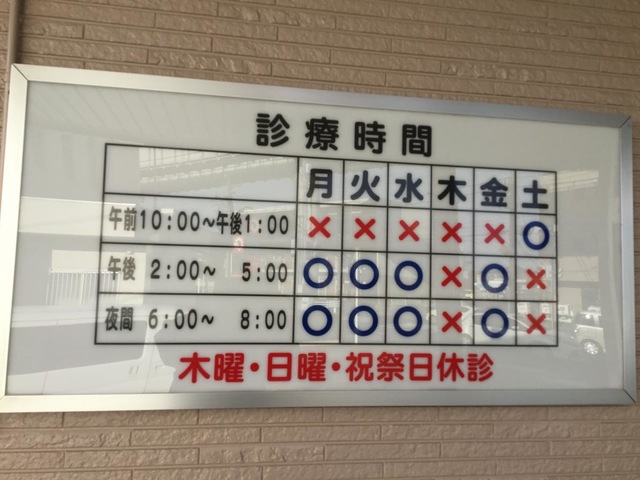 診療時間
月 火 水 木 金 土
午前 10:00～午後1:00 × × × × × ○
午後 2:00～ 5:00 ○ ○ ○ × ○ ×
夜間 6:00～ 8:00 ○ ○ ○ × ○ ×
木曜・日曜・祝祭日休診